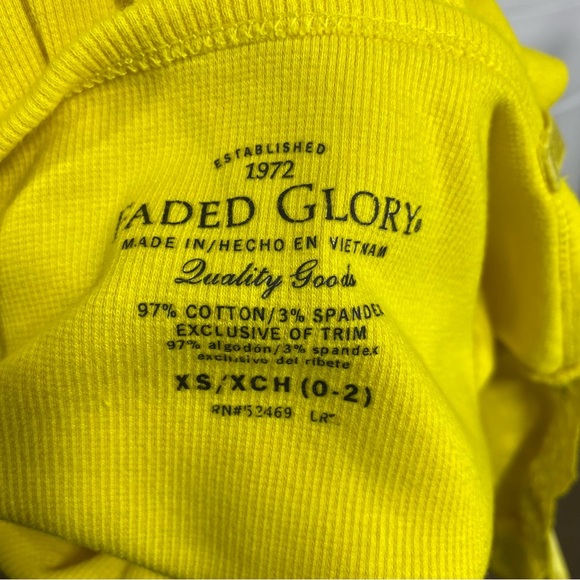 ESTABLISHED
1972
FADED GLORY®
MADE IN/HECHO EN VIETNAM
Quality Goods
97% COTTON/3% SPANDEX
EXCLUSIVE OF TRIM
97% algodon/3% spandex
exclusivo del ribete
XS/XCH (0-2)
RN#52469